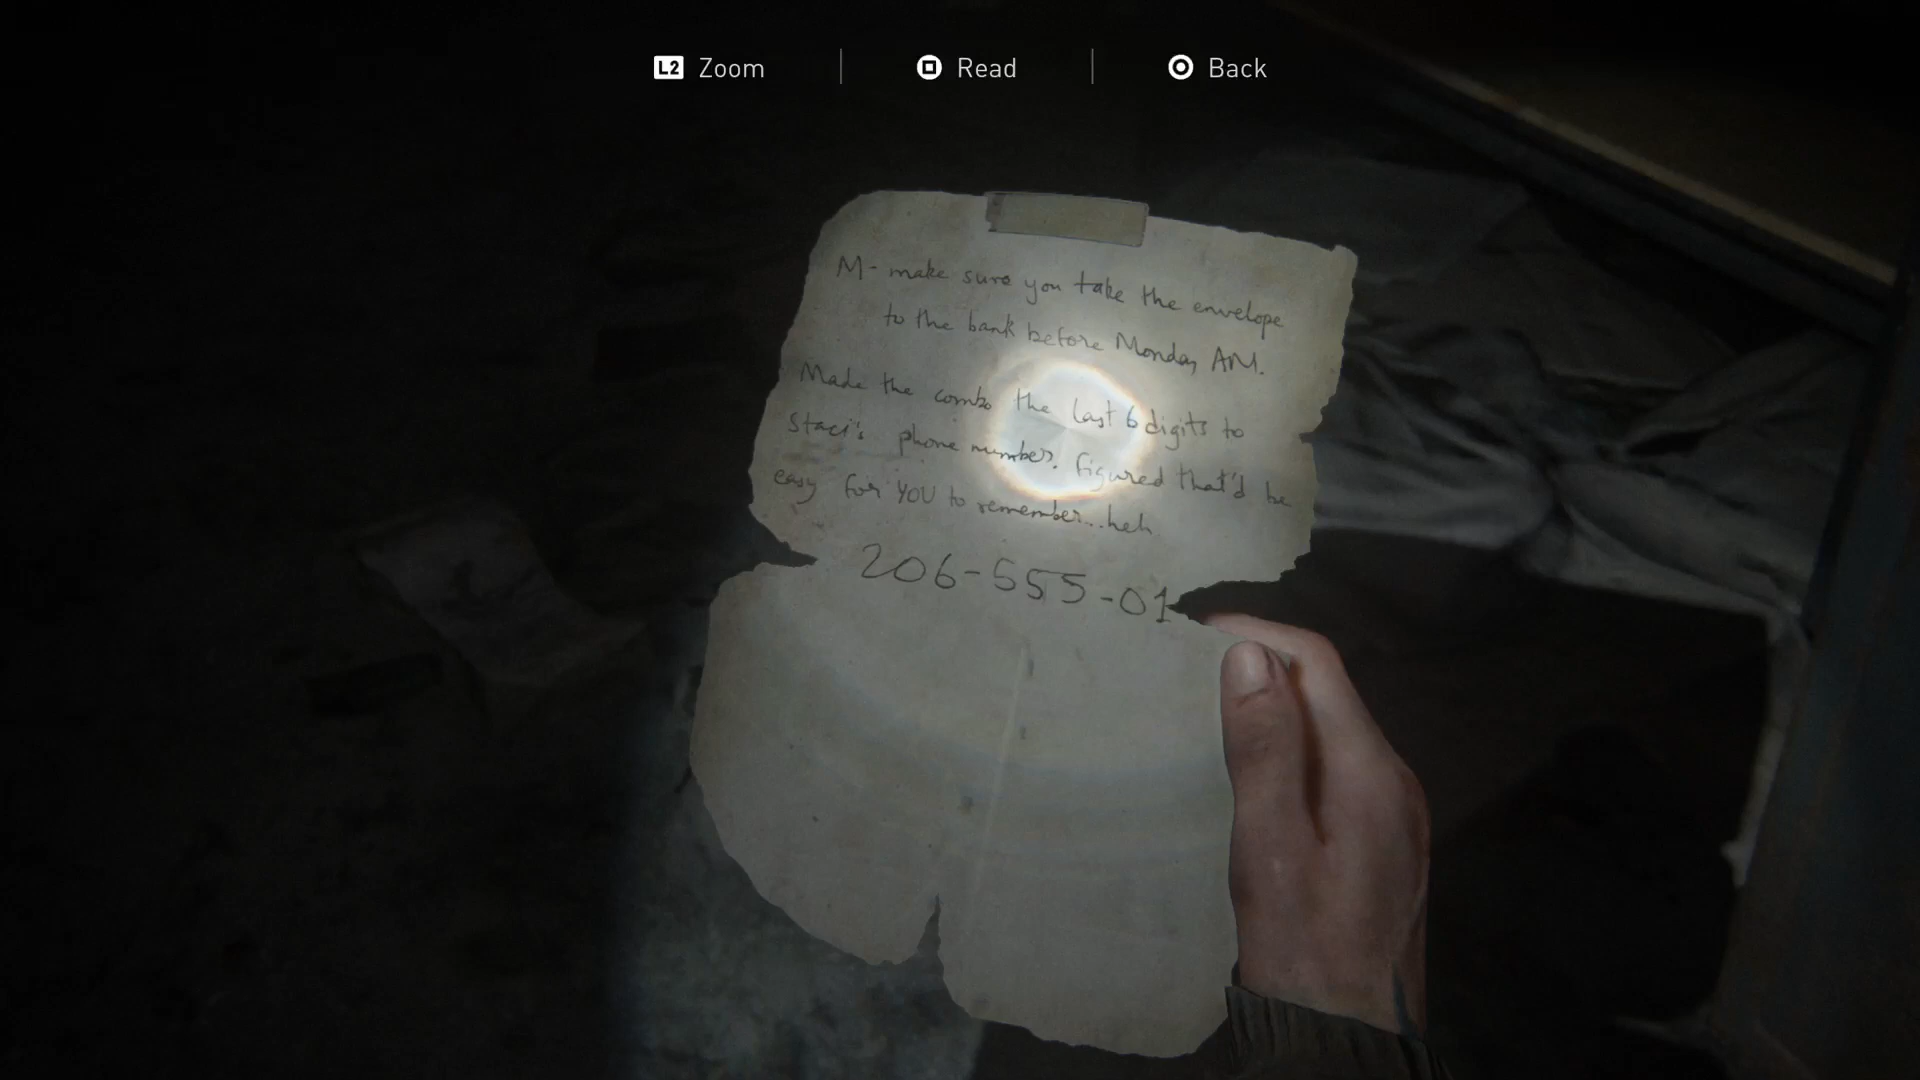 L2 Zoom | Read | Back
M- make sure you take the envelope
to the bank before Monday AM.
Made the combo the last 6 digits to
Staci's phone number. figured that'd be
easy for YOU to remember...heh
206-555-01